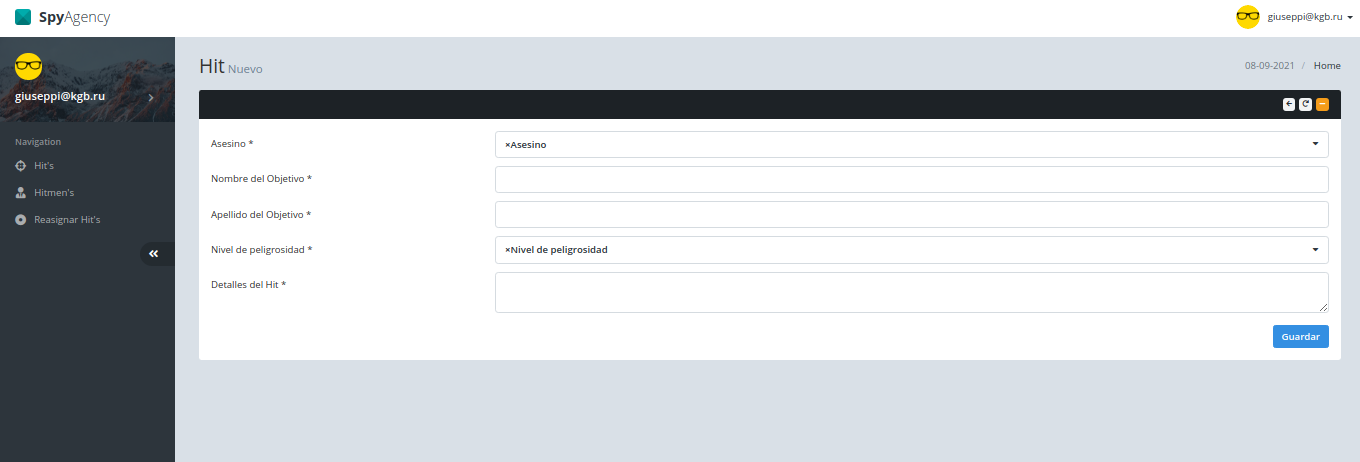 SpyAgency
giuseppi@kgb.ru
giuseppi@kgb.ru
Navigation
Hit's
Hitmen's
Reasignar Hit's
Hit Nuevo
08-09-2021 / Home
Asesino *
×Asesino
Nombre del Objetivo *
Apellido del Objetivo *
Nivel de peligrosidad *
×Nivel de peligrosidad
Detalles del Hit *
Guardar